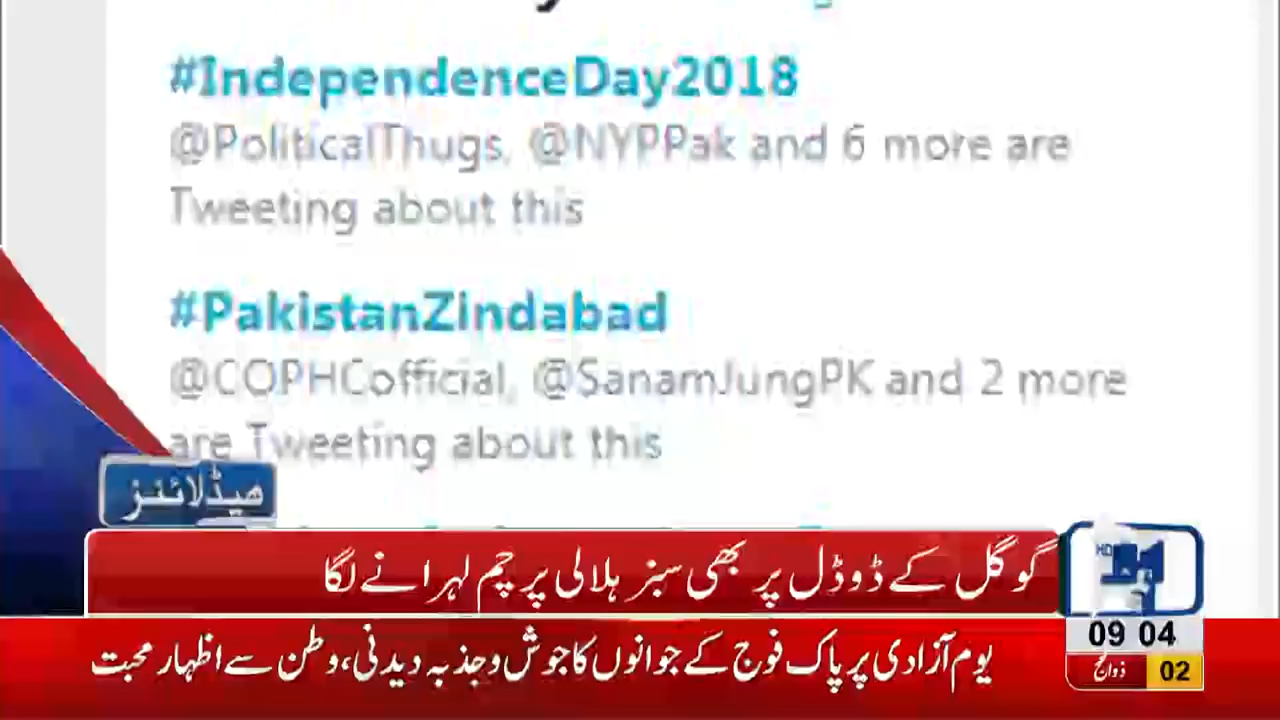 #IndependenceDay2018
@PoliticalThugs, @NYPPak and 6 more are
Tweeting about this
#PakistanZindabad
@COPHCofficial, @SanamJungPK and 2 more
are Tweeting about this
ہیڈلائنز
گوگل کے ڈوڈل پر بھی سبز ہلالی پرچم لہرانے لگا
HD
09 04
یوم آزادی پر پاک فوج کے جوانوں کا جوش و جذبہ دیدنی، وطن سے اظہار محبت
02 ذوالحج